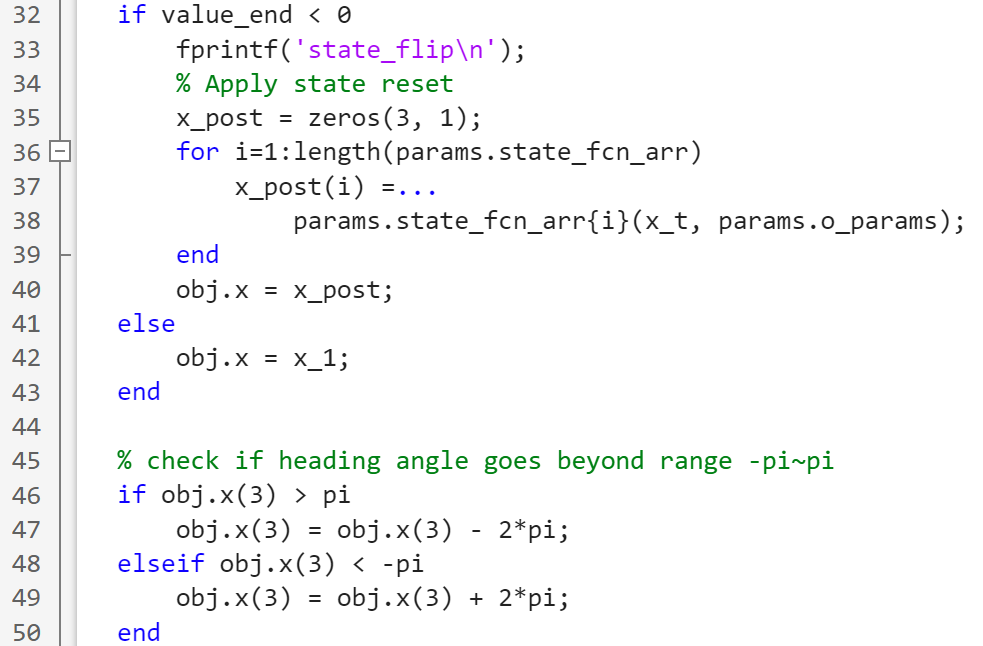 32 if value_end < 0
33 fprintf('state_flip\n');
34 % Apply state reset
35 x_post = zeros(3, 1);
36 for i=1:length(params.state_fcn_arr)
37 x_post(i) =...
38 params.state_fcn_arr{i}(x_t, params.o_params);
39 end
40 obj.x = x_post;
41 else
42 obj.x = x_1;
43 end
44
45 % check if heading angle goes beyond range -pi~pi
46 if obj.x(3) > pi
47 obj.x(3) = obj.x(3) - 2*pi;
48 elseif obj.x(3) < -pi
49 obj.x(3) = obj.x(3) + 2*pi;
50 end